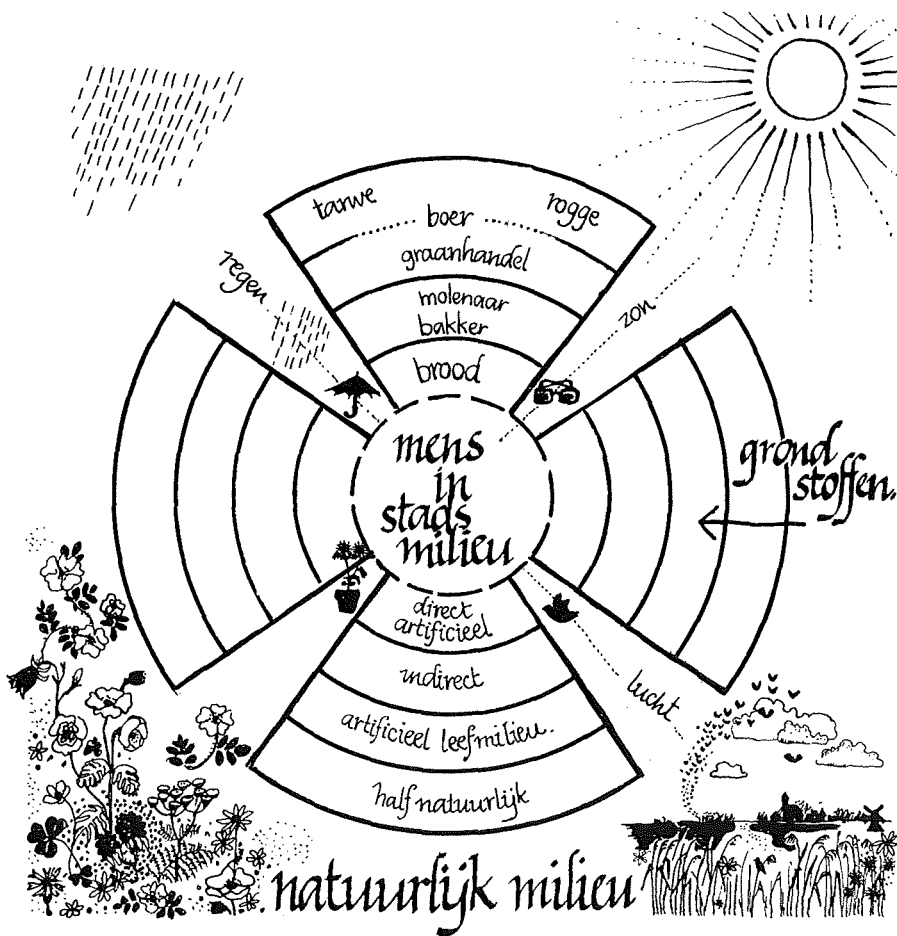 tarwe
rogge
boer
graanhandel
molenaar
bakker
brood
regen
zon
mens
in
stads
milieu
grond
stoffen.
direct
artificieel
indirect
artificieel leefmilieu.
half natuurlijk
lucht
natuurlijk milieu